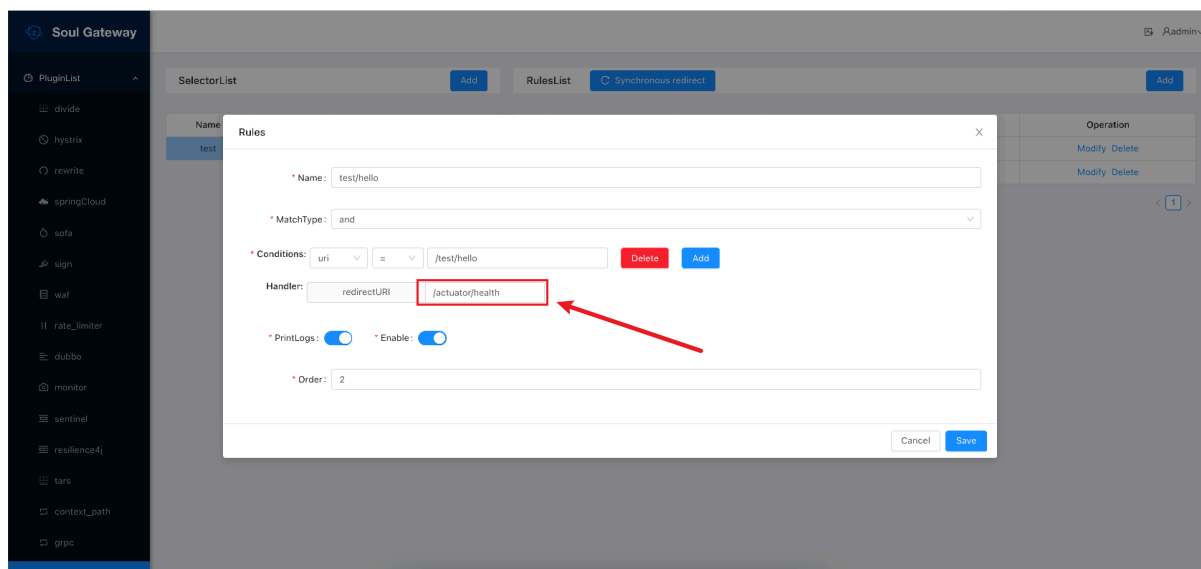 Soul Gateway
admin
PluginList
SelectorList
Add
RulesList
Synchronous redirect
Add
divide
hystrix
rewrite
springCloud
sofa
sign
waf
rate_limiter
dubbo
monitor
sentinel
resilience4j
tars
context_path
grpc
Name
Operation
test
Modify Delete
Modify Delete
< 1 >
Rules
* Name: test/hello
* MatchType: and
* Conditions: uri = /test/hello Delete Add
Handler: redirectURI /actuator/health
* PrintLogs: * Enable:
* Order: 2
Cancel Save